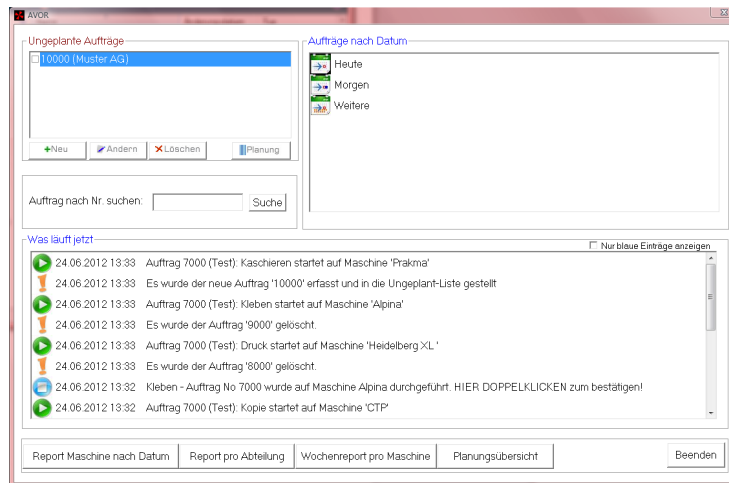 AVOR
Ungeplante Aufträge
10000 (Muster AG)
Neu
Ändern
Löschen
Planung
Aufträge nach Datum
Heute
Morgen
Weitere
Auftrag nach Nr. suchen:
Suche
Was läuft jetzt
Nur blaue Einträge anzeigen
24.06.2012 13:33 Auftrag 7000 (Test): Kaschieren startet auf Maschine 'Prakma'
24.06.2012 13:33 Es wurde der neue Auftrag '10000' erfasst und in die Ungeplant-Liste gestellt
24.06.2012 13:33 Auftrag 7000 (Test): Kleben startet auf Maschine 'Alpina'
24.06.2012 13:33 Es wurde der Auftrag '9000' gelöscht.
24.06.2012 13:33 Auftrag 7000 (Test): Druck startet auf Maschine 'Heidelberg XL '
24.06.2012 13:33 Es wurde der Auftrag '8000' gelöscht.
24.06.2012 13:32 Kleben - Auftrag No 7000 wurde auf Maschine Alpina durchgeführt. HIER DOPPELKLICKEN zum bestätigen!
24.06.2012 13:32 Auftrag 7000 (Test): Kopie startet auf Maschine 'CTP'
Report Maschine nach Datum
Report pro Abteilung
Wochenreport pro Maschine
Planungsübersicht
Beenden